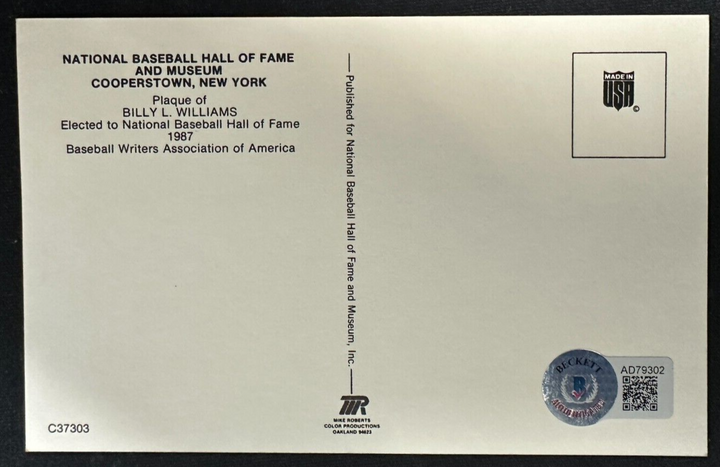 NATIONAL BASEBALL HALL OF FAME
AND MUSEUM
COOPERSTOWN, NEW YORK
Plaque of
BILLY L. WILLIAMS
Elected to National Baseball Hall of Fame
1987
Baseball Writers Association of America
Published for National Baseball Hall of Fame and Museum, Inc.
MADE IN
USA
©
MR
MIKE ROBERTS
COLOR PRODUCTIONS
OAKLAND 94623
C37303
BECKETT
B
AD79302